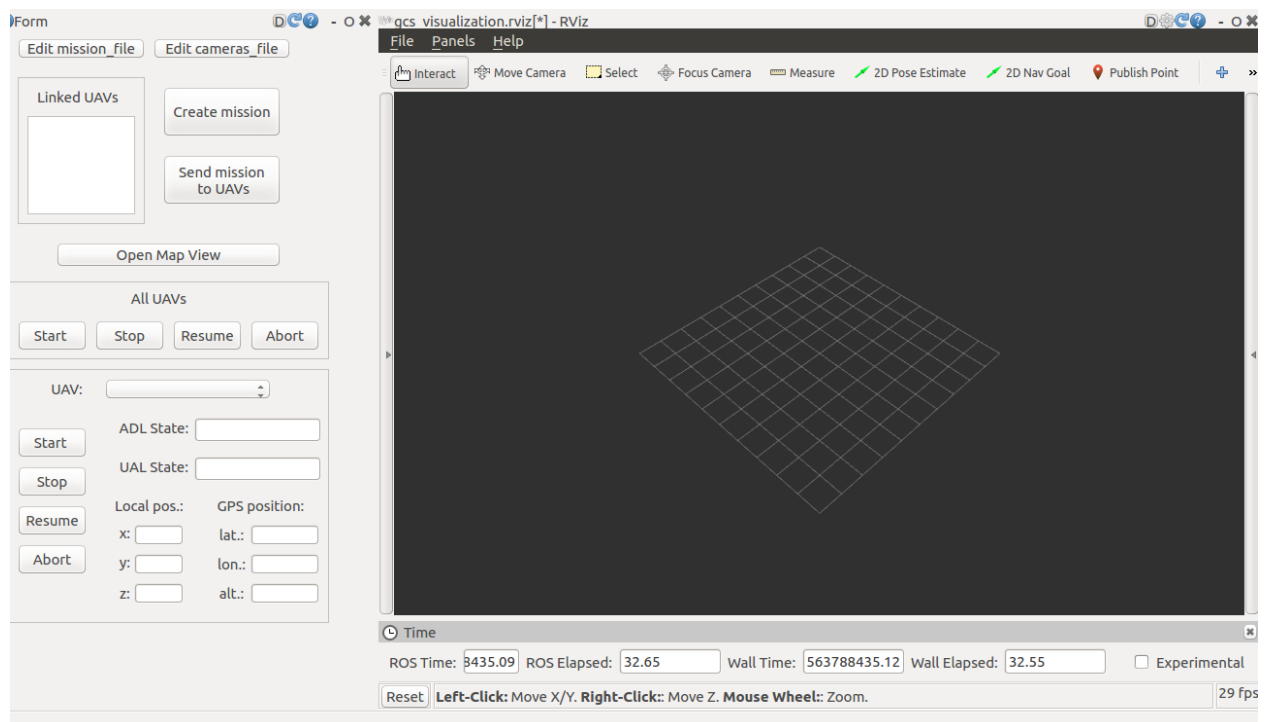 Form
Edit mission_file Edit cameras_file
Linked UAVs
Create mission
Send mission
to UAVs
Open Map View
All UAVs
Start Stop Resume Abort
UAV:
Start
Stop
Resume
Abort
ADL State:
UAL State:
Local pos.: GPS position:
x: lat.:
y: lon.:
z: alt.:
gcs_visualization.rviz[*] - RViz
File Panels Help
Interact Move Camera Select Focus Camera Measure 2D Pose Estimate 2D Nav Goal Publish Point »
Time
ROS Time: 3435.09 ROS Elapsed: 32.65 Wall Time: 563788435.12 Wall Elapsed: 32.55 Experimental
Reset Left-Click: Move X/Y. Right-Click:: Move Z. Mouse Wheel:: Zoom. 29 fps